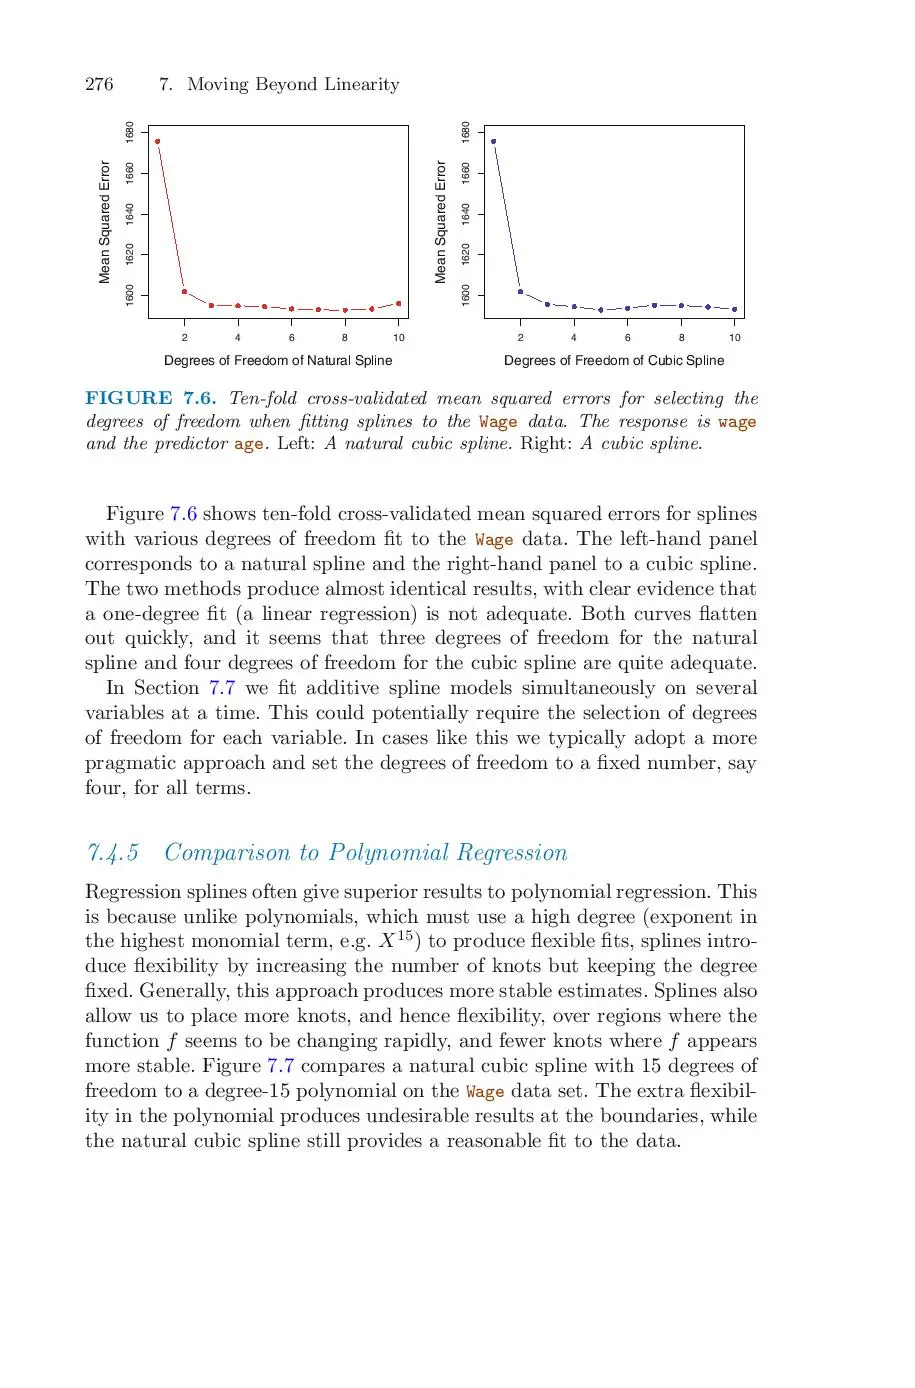 276 7. Moving Beyond Linearity
Mean Squared Error
1600 1620 1640 1660 1680
2 4 6 8 10
Degrees of Freedom of Natural Spline
Mean Squared Error
1600 1620 1640 1660 1680
2 4 6 8 10
Degrees of Freedom of Cubic Spline
FIGURE 7.6. Ten-fold cross-validated mean squared errors for selecting the
degrees of freedom when fitting splines to the Wage data. The response is wage
and the predictor age. Left: A natural cubic spline. Right: A cubic spline.
Figure 7.6 shows ten-fold cross-validated mean squared errors for splines
with various degrees of freedom fit to the Wage data. The left-hand panel
corresponds to a natural spline and the right-hand panel to a cubic spline.
The two methods produce almost identical results, with clear evidence that
a one-degree fit (a linear regression) is not adequate. Both curves flatten
out quickly, and it seems that three degrees of freedom for the natural
spline and four degrees of freedom for the cubic spline are quite adequate.
In Section 7.7 we fit additive spline models simultaneously on several
variables at a time. This could potentially require the selection of degrees
of freedom for each variable. In cases like this we typically adopt a more
pragmatic approach and set the degrees of freedom to a fixed number, say
four, for all terms.
7.4.5 Comparison to Polynomial Regression
Regression splines often give superior results to polynomial regression. This
is because unlike polynomials, which must use a high degree (exponent in
the highest monomial term, e.g. X¹⁵) to produce flexible fits, splines intro-
duce flexibility by increasing the number of knots but keeping the degree
fixed. Generally, this approach produces more stable estimates. Splines also
allow us to place more knots, and hence flexibility, over regions where the
function f seems to be changing rapidly, and fewer knots where f appears
more stable. Figure 7.7 compares a natural cubic spline with 15 degrees of
freedom to a degree-15 polynomial on the Wage data set. The extra flexibil-
ity in the polynomial produces undesirable results at the boundaries, while
the natural cubic spline still provides a reasonable fit to the data.